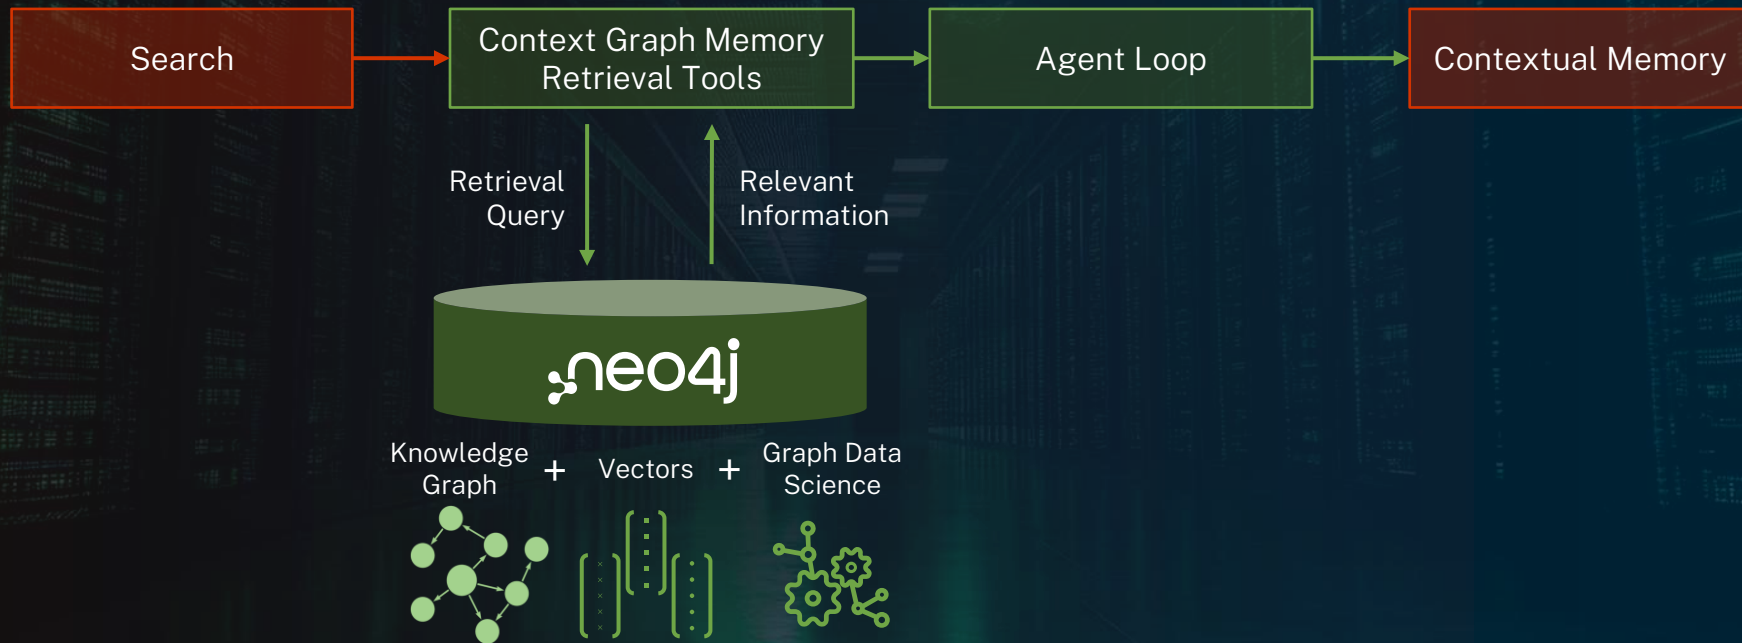 Search
Context Graph Memory
Retrieval Tools
Agent Loop
Contextual Memory
Retrieval
Query
Relevant
Information
neo4j
Knowledge
Graph
+
Vectors
+
Graph Data
Science